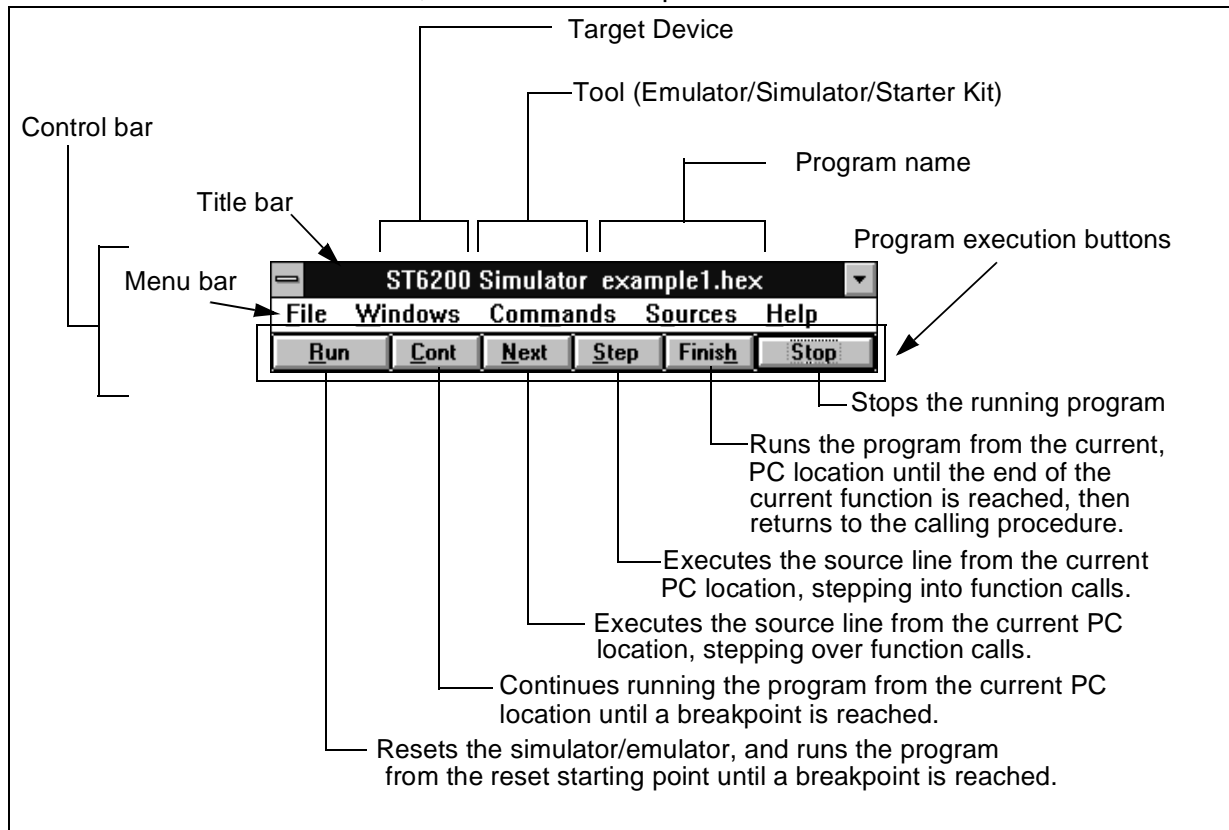 Target Device
Tool (Emulator/Simulator/Starter Kit)
Control bar
Program name
Title bar
Program execution buttons
Menu bar
ST6200 Simulator example1.hex
File Windows Commands Sources Help
Run Cont Next Step Finish Stop
Stops the running program
Runs the program from the current,
PC location until the end of the
current function is reached, then
returns to the calling procedure.
Executes the source line from the current
PC location, stepping into function calls.
Executes the source line from the current PC
location, stepping over function calls.
Continues running the program from the current PC
location until a breakpoint is reached.
Resets the simulator/emulator, and runs the program
from the reset starting point until a breakpoint is reached.